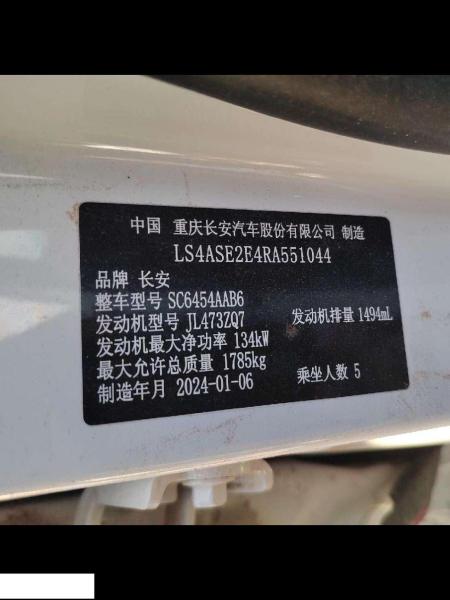 中国 重庆长安汽车股份有限公司 制造
LS4ASE2E4RA551044
品牌 长安
整车型号 SC6454AAB6
发动机型号 JL473ZQ7 发动机排量 1494mL
发动机最大净功率 134kW
最大允许总质量 1785kg
制造年月 2024-01-06 乘坐人数 5